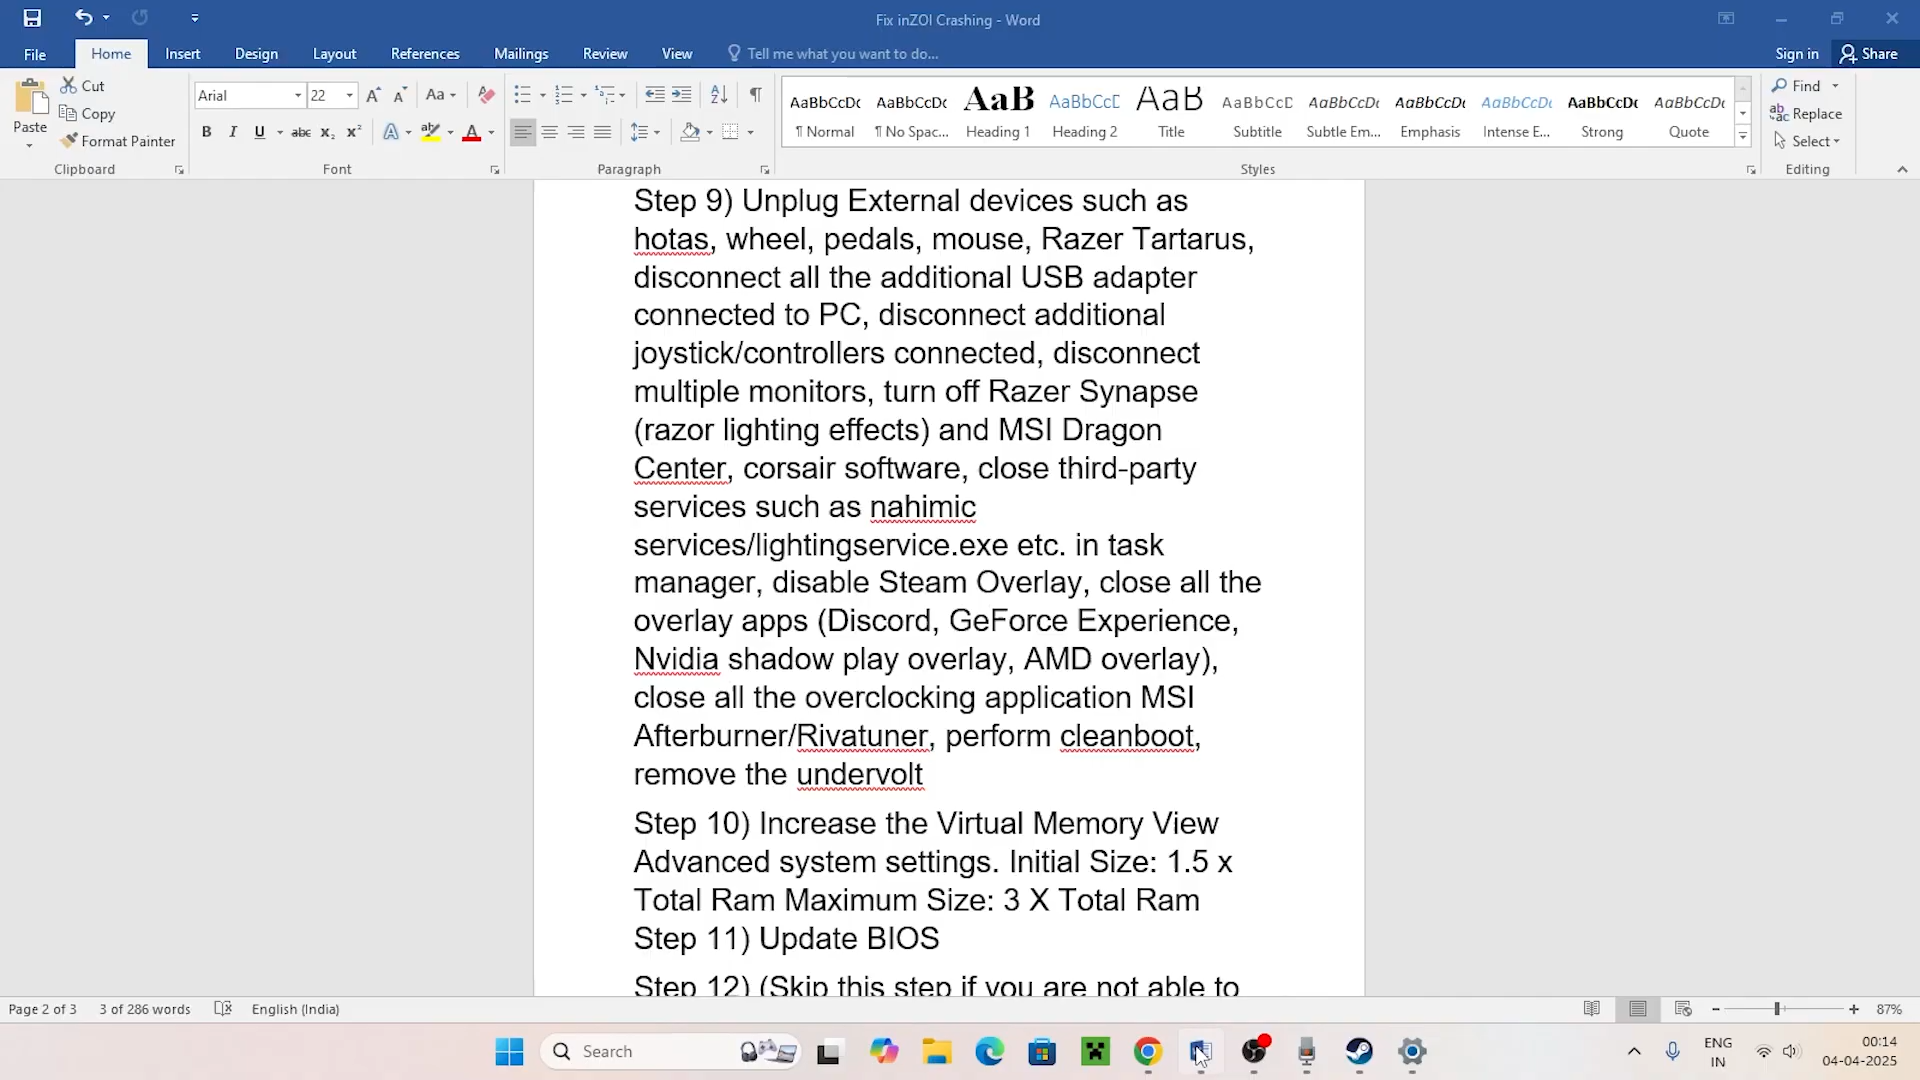 Fix inZOI Crashing - Word
File
Home
Insert
Design
Layout
References
Mailings
Review
View
Tell me what you want to do...
Sign in
Share
Paste
Cut
Copy
Format Painter
Clipboard
Arial
22
Aa
B I U abc x₂ x²
A
Font
Paragraph
AaBbCcDc
¶ Normal
AaBbCcDc
¶ No Spac...
AaB
Heading 1
AaBbCcC
Heading 2
AaB
Title
AaBbCcD
Subtitle
AaBbCcDc
Subtle Em...
AaBbCcDc
Emphasis
AaBbCcDc
Intense E...
AaBbCcDc
Strong
AaBbCcDc
Quote
Styles
Find
Replace
Select
Editing
Step 9) Unplug External devices such as
hotas, wheel, pedals, mouse, Razer Tartarus,
disconnect all the additional USB adapter
connected to PC, disconnect additional
joystick/controllers connected, disconnect
multiple monitors, turn off Razer Synapse
(razor lighting effects) and MSI Dragon
Center, corsair software, close third-party
services such as nahimic
services/lightingservice.exe etc. in task
manager, disable Steam Overlay, close all the
overlay apps (Discord, GeForce Experience,
Nvidia shadow play overlay, AMD overlay),
close all the overclocking application MSI
Afterburner/Rivatuner, perform cleanboot,
remove the undervolt
Step 10) Increase the Virtual Memory View
Advanced system settings. Initial Size: 1.5 x
Total Ram Maximum Size: 3 X Total Ram
Step 11) Update BIOS
Step 12) (Skip this step if you are not able to
Page 2 of 3
3 of 286 words
English (India)
87%
Search
ENG
IN
00:14
04-04-2025